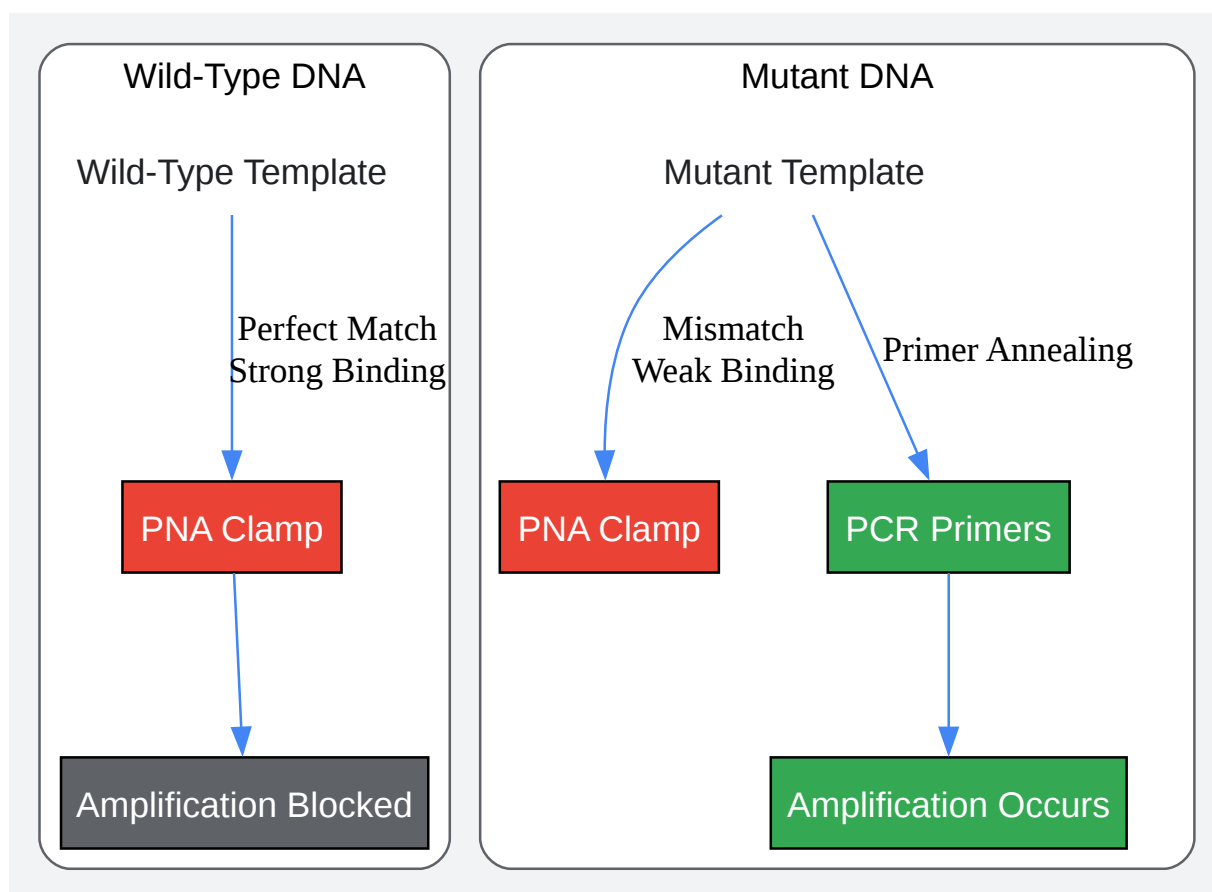 Wild-Type DNA
Wild-Type Template
Perfect Match
Strong Binding
PNA Clamp
Amplification Blocked
Mutant DNA
Mutant Template
Mismatch
Weak Binding
Primer Annealing
PNA Clamp
PCR Primers
Amplification Occurs